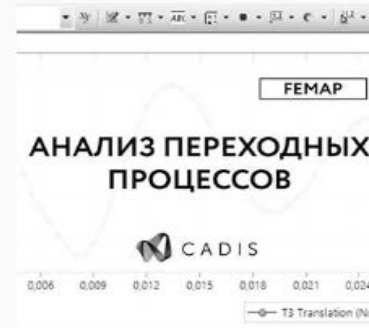 FEMAP
АНАЛИЗ ПЕРЕХОДНЫХ
ПРОЦЕССОВ
CADIS
0,006 0,009 0,012 0,015 0,018 0,021 0,024
T3 Translation